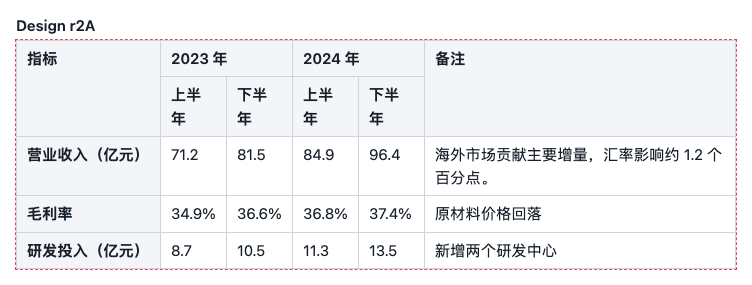 Design r2A
指标 2023 年 2024 年 备注
上半年 下半年 上半年 下半年
营业收入（亿元） 71.2 81.5 84.9 96.4 海外市场贡献主要增量，汇率影响约 1.2 个
百分点。
毛利率 34.9% 36.6% 36.8% 37.4% 原材料价格回落
研发投入（亿元） 8.7 10.5 11.3 13.5 新增两个研发中心